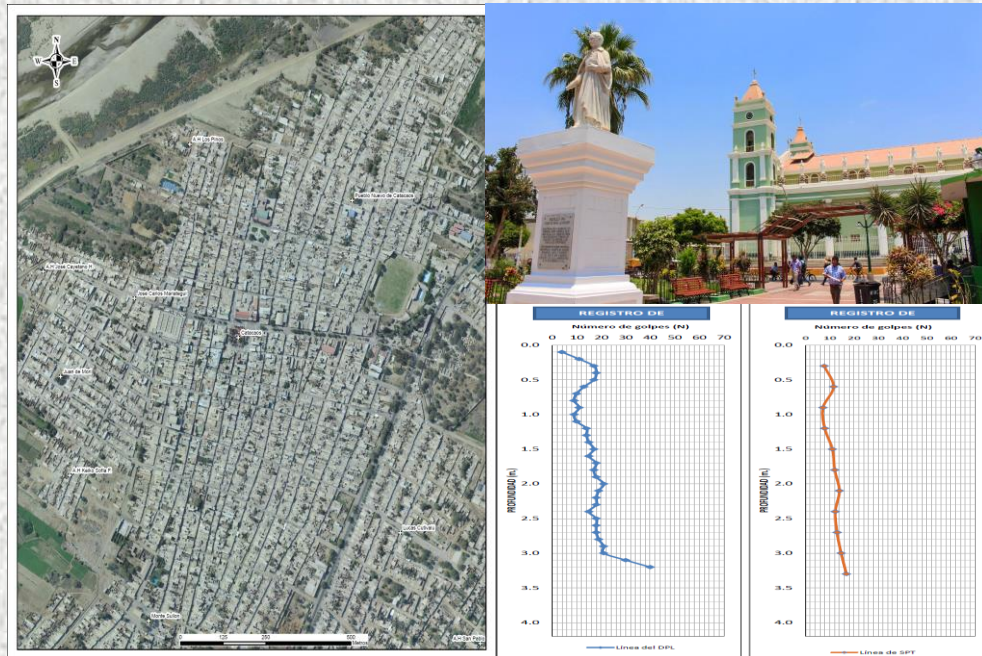 N
W E
S
A.H Los Pinos
Pueblo Nuevo de Catacaos
A.H José Cayetano H.
José Carlos Mariátegui
Catacaos
Juan de Mori
A.H Keiko Sofía F.
Lucas Cutivalú
Monte Sullón
A.H San Pablo
0 125 250 500
REGISTRO DE
Número de golpes (N)
0 10 20 30 40 50 60 70
0.0
0.5
1.0
1.5
2.0
2.5
3.0
3.5
4.0
PROFUNDIDAD (m.)
Línea del DPL
REGISTRO DE
Número de golpes (N)
0 10 20 30 40 50 60 70
0.0
0.5
1.0
1.5
2.0
2.5
3.0
3.5
4.0
PROFUNDIDAD (m.)
Línea de SPT